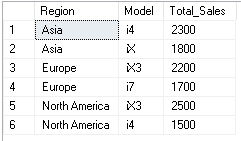 Region Model Total_Sales
1 Asia i4 2300
2 Asia iX 1800
3 Europe iX3 2200
4 Europe i7 1700
5 North America iX3 2500
6 North America i4 1500